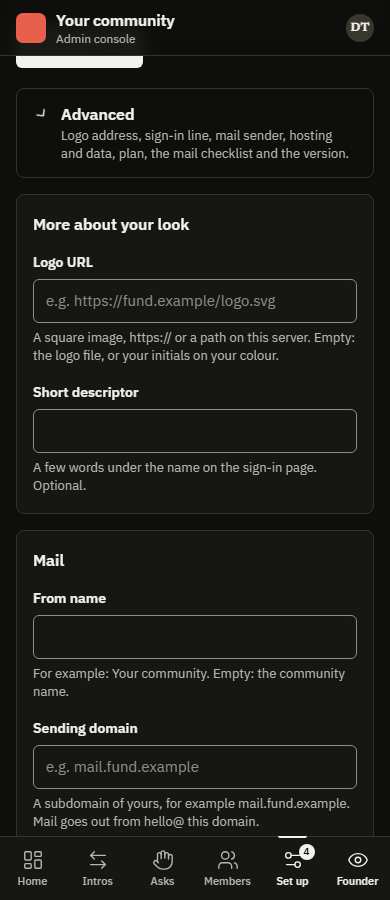 Your community
Admin console
DT
Advanced
Logo address, sign-in line, mail sender, hosting
and data, plan, the mail checklist and the version.
More about your look
Logo URL
e.g. https://fund.example/logo.svg
A square image, https:// or a path on this server. Empty:
the logo file, or your initials on your colour.
Short descriptor
A few words under the name on the sign-in page.
Optional.
Mail
From name
For example: Your community. Empty: the community
name.
Sending domain
e.g. mail.fund.example
A subdomain of yours, for example mail.fund.example.
Mail goes out from hello@ this domain.
4
Home Intros Asks Members Set up Founder